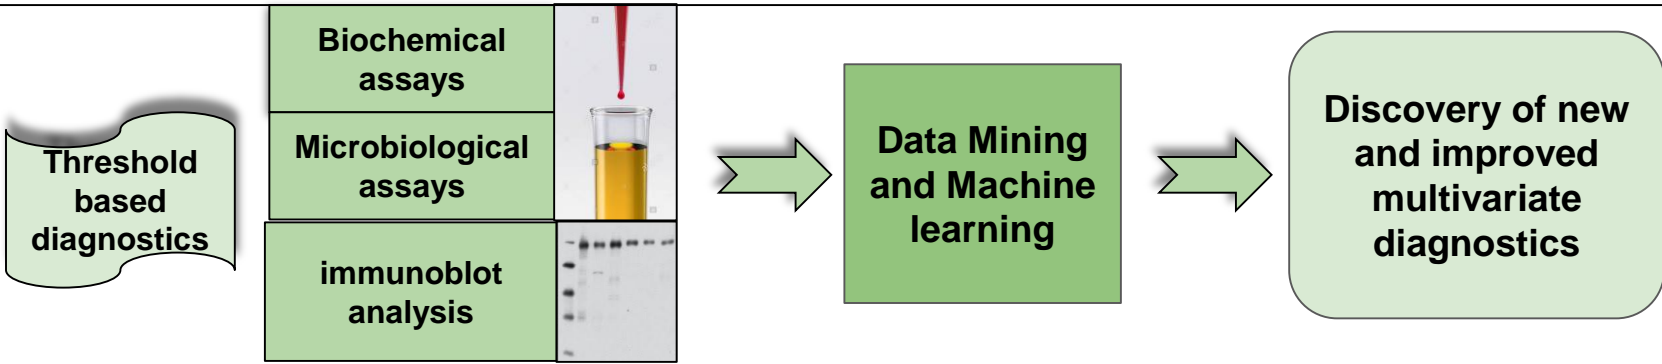 Threshold
based
diagnostics
Biochemical
assays
Microbiological
assays
immunoblot
analysis
Data Mining
and Machine
learning
Discovery of new
and improved
multivariate
diagnostics